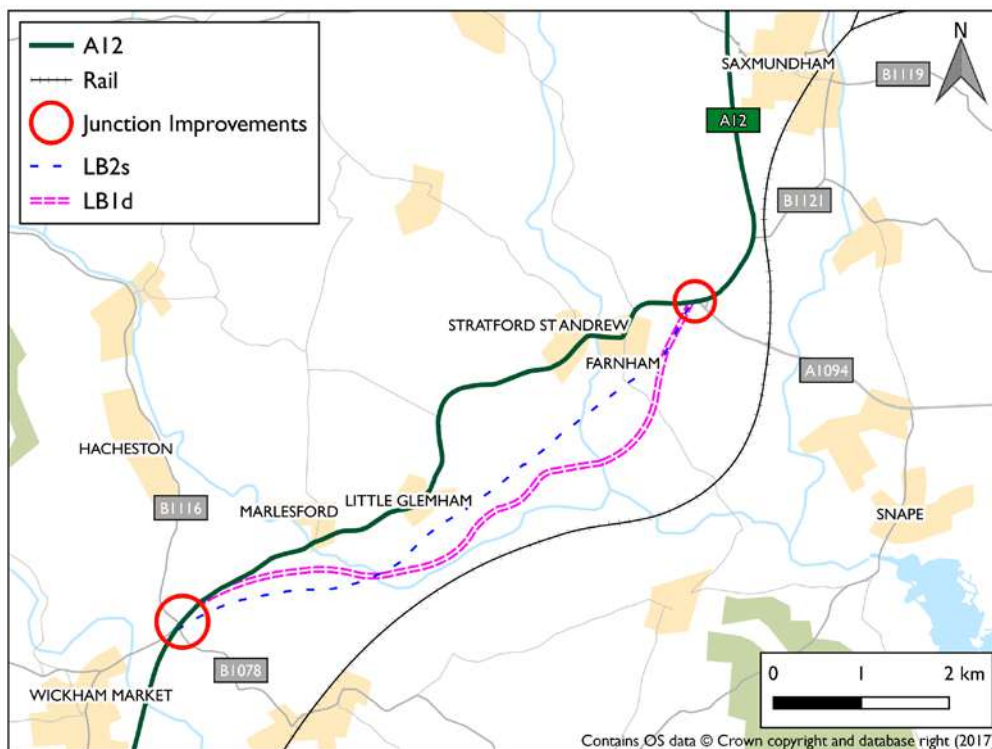 A12
Rail
Junction Improvements
LB2s
LB1d
N
SAXMUNDHAM
B1119
A12
B1121
STRATFORD ST ANDREW
FARNHAM
A1094
HACHESTON
B1116
MARLESFORD
LITTLE GLEMHAM
SNAPE
B1078
WICKHAM MARKET
0 1 2 km
Contains OS data © Crown copyright and database right (2017